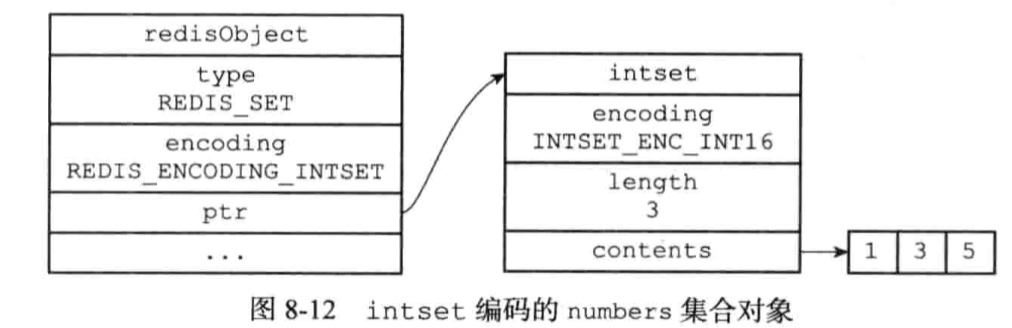 redisObject
type
REDIS_SET
encoding
REDIS_ENCODING_INTSET
ptr
...
intset
encoding
INTSET_ENC_INT16
length
3
contents
1 3 5
图 8-12 intset 编码的 numbers 集合对象